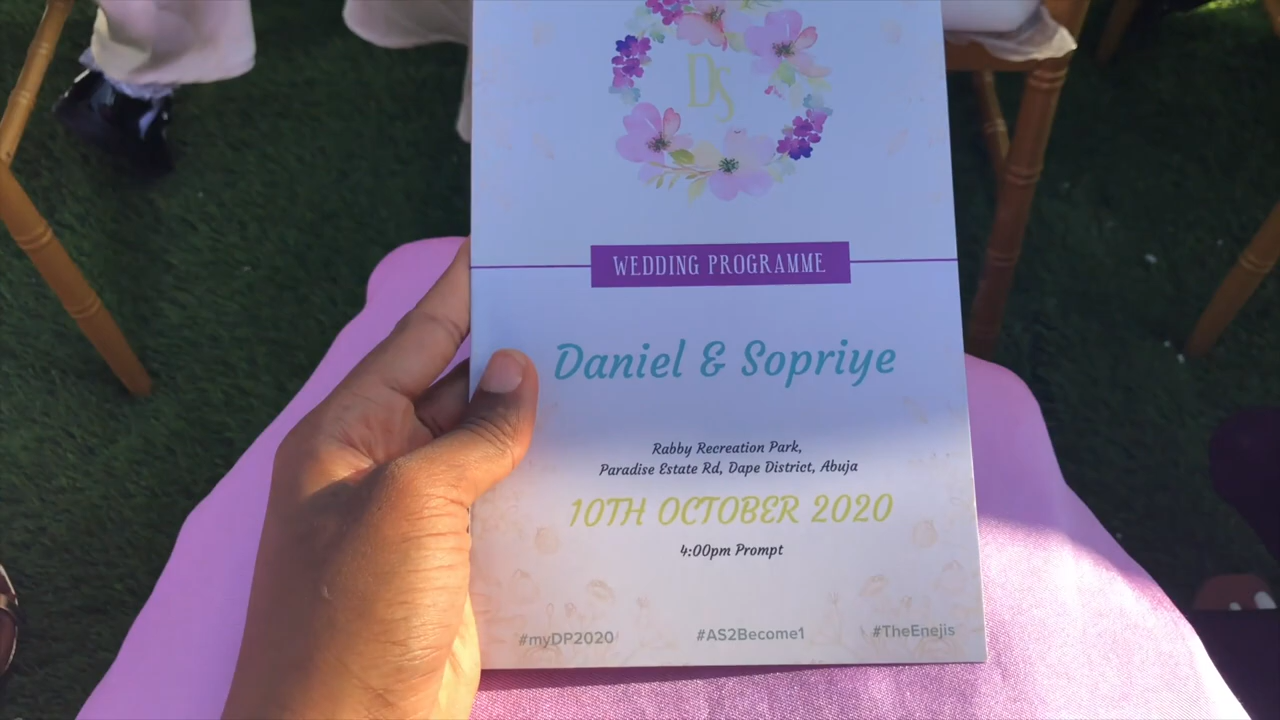 DS
WEDDING PROGRAMME
Daniel & Sopriye
Rabby Recreation Park,
Paradise Estate Rd, Dape District, Abuja
10TH OCTOBER 2020
4:00pm Prompt
#myDP2020 #AS2Become1 #TheEnejis